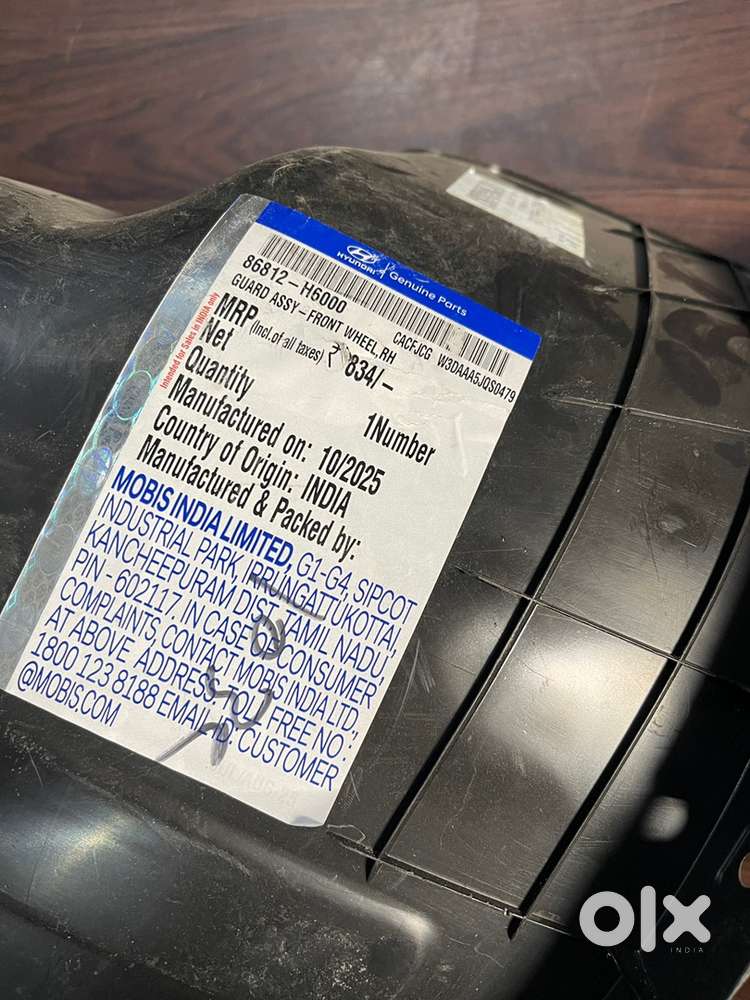 HYUNDAI | Genuine Parts
86812-H6000
CACFJCG W3DAAA5JQS0479
GUARD ASSY-FRONT WHEEL,RH
Intended for Sales in INDIA only
MRP (Incl.of all taxes) ₹ 834/-
Net
Quantity 1Number
Manufactured on: 10/2025
Country of Origin: INDIA
Manufactured & Packed by:
MOBIS INDIA LIMITED, G1-G4, SIPCOT
INDUSTRIAL PARK, IRRUNGATTUKOTTAI,
KANCHEEPURAM DIST, TAMIL NADU
PIN - 602117. IN CASE OF CONSUMER
COMPLAINTS, CONTACT MOBIS INDIA LTD.,
AT ABOVE ADDRESS TOLL FREE NO.:
1800 123 8188 EMAIL ID: CUSTOMER
@MOBIS.COM
olx
INDIA